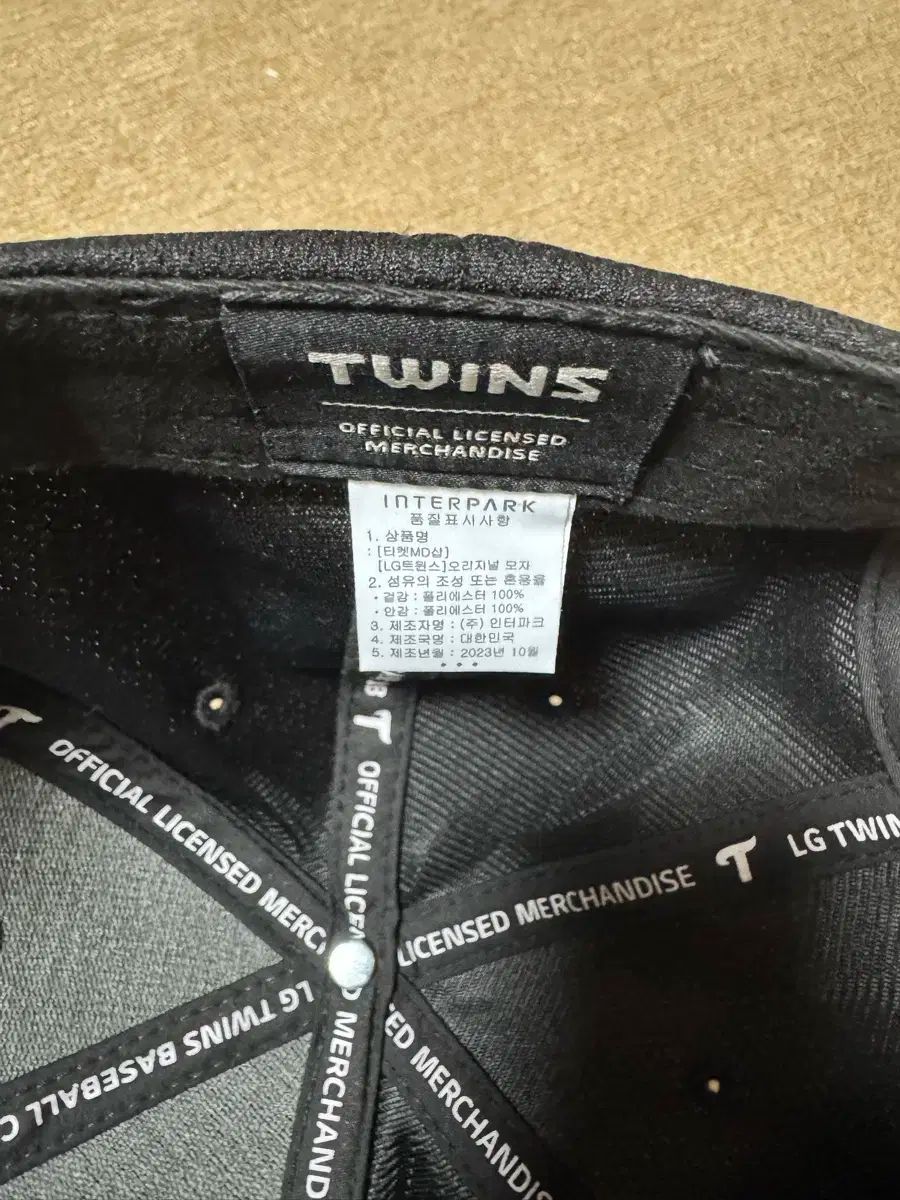 TWINS
OFFICIAL LICENSED
MERCHANDISE
INTERPARK
품질표시사항
1. 상품명
: [티켓MD샵]
[LG트윈스]오리지널 모자
2. 섬유의 조성 또는 혼용율
• 겉감 : 폴리에스터 100%
• 안감 : 폴리에스터 100%
3. 제조자명 : (주) 인터파크
4. 제조국명 : 대한민국
5. 제조년월 : 2023년 10월
T OFFICIAL LICENSED MERC
T OFFICIAL LICEN
LICENSED MERCHANDISE T LG TWIN
LG TWINS BASEBALL C
D MERCHAND
ED MERCHANDIS